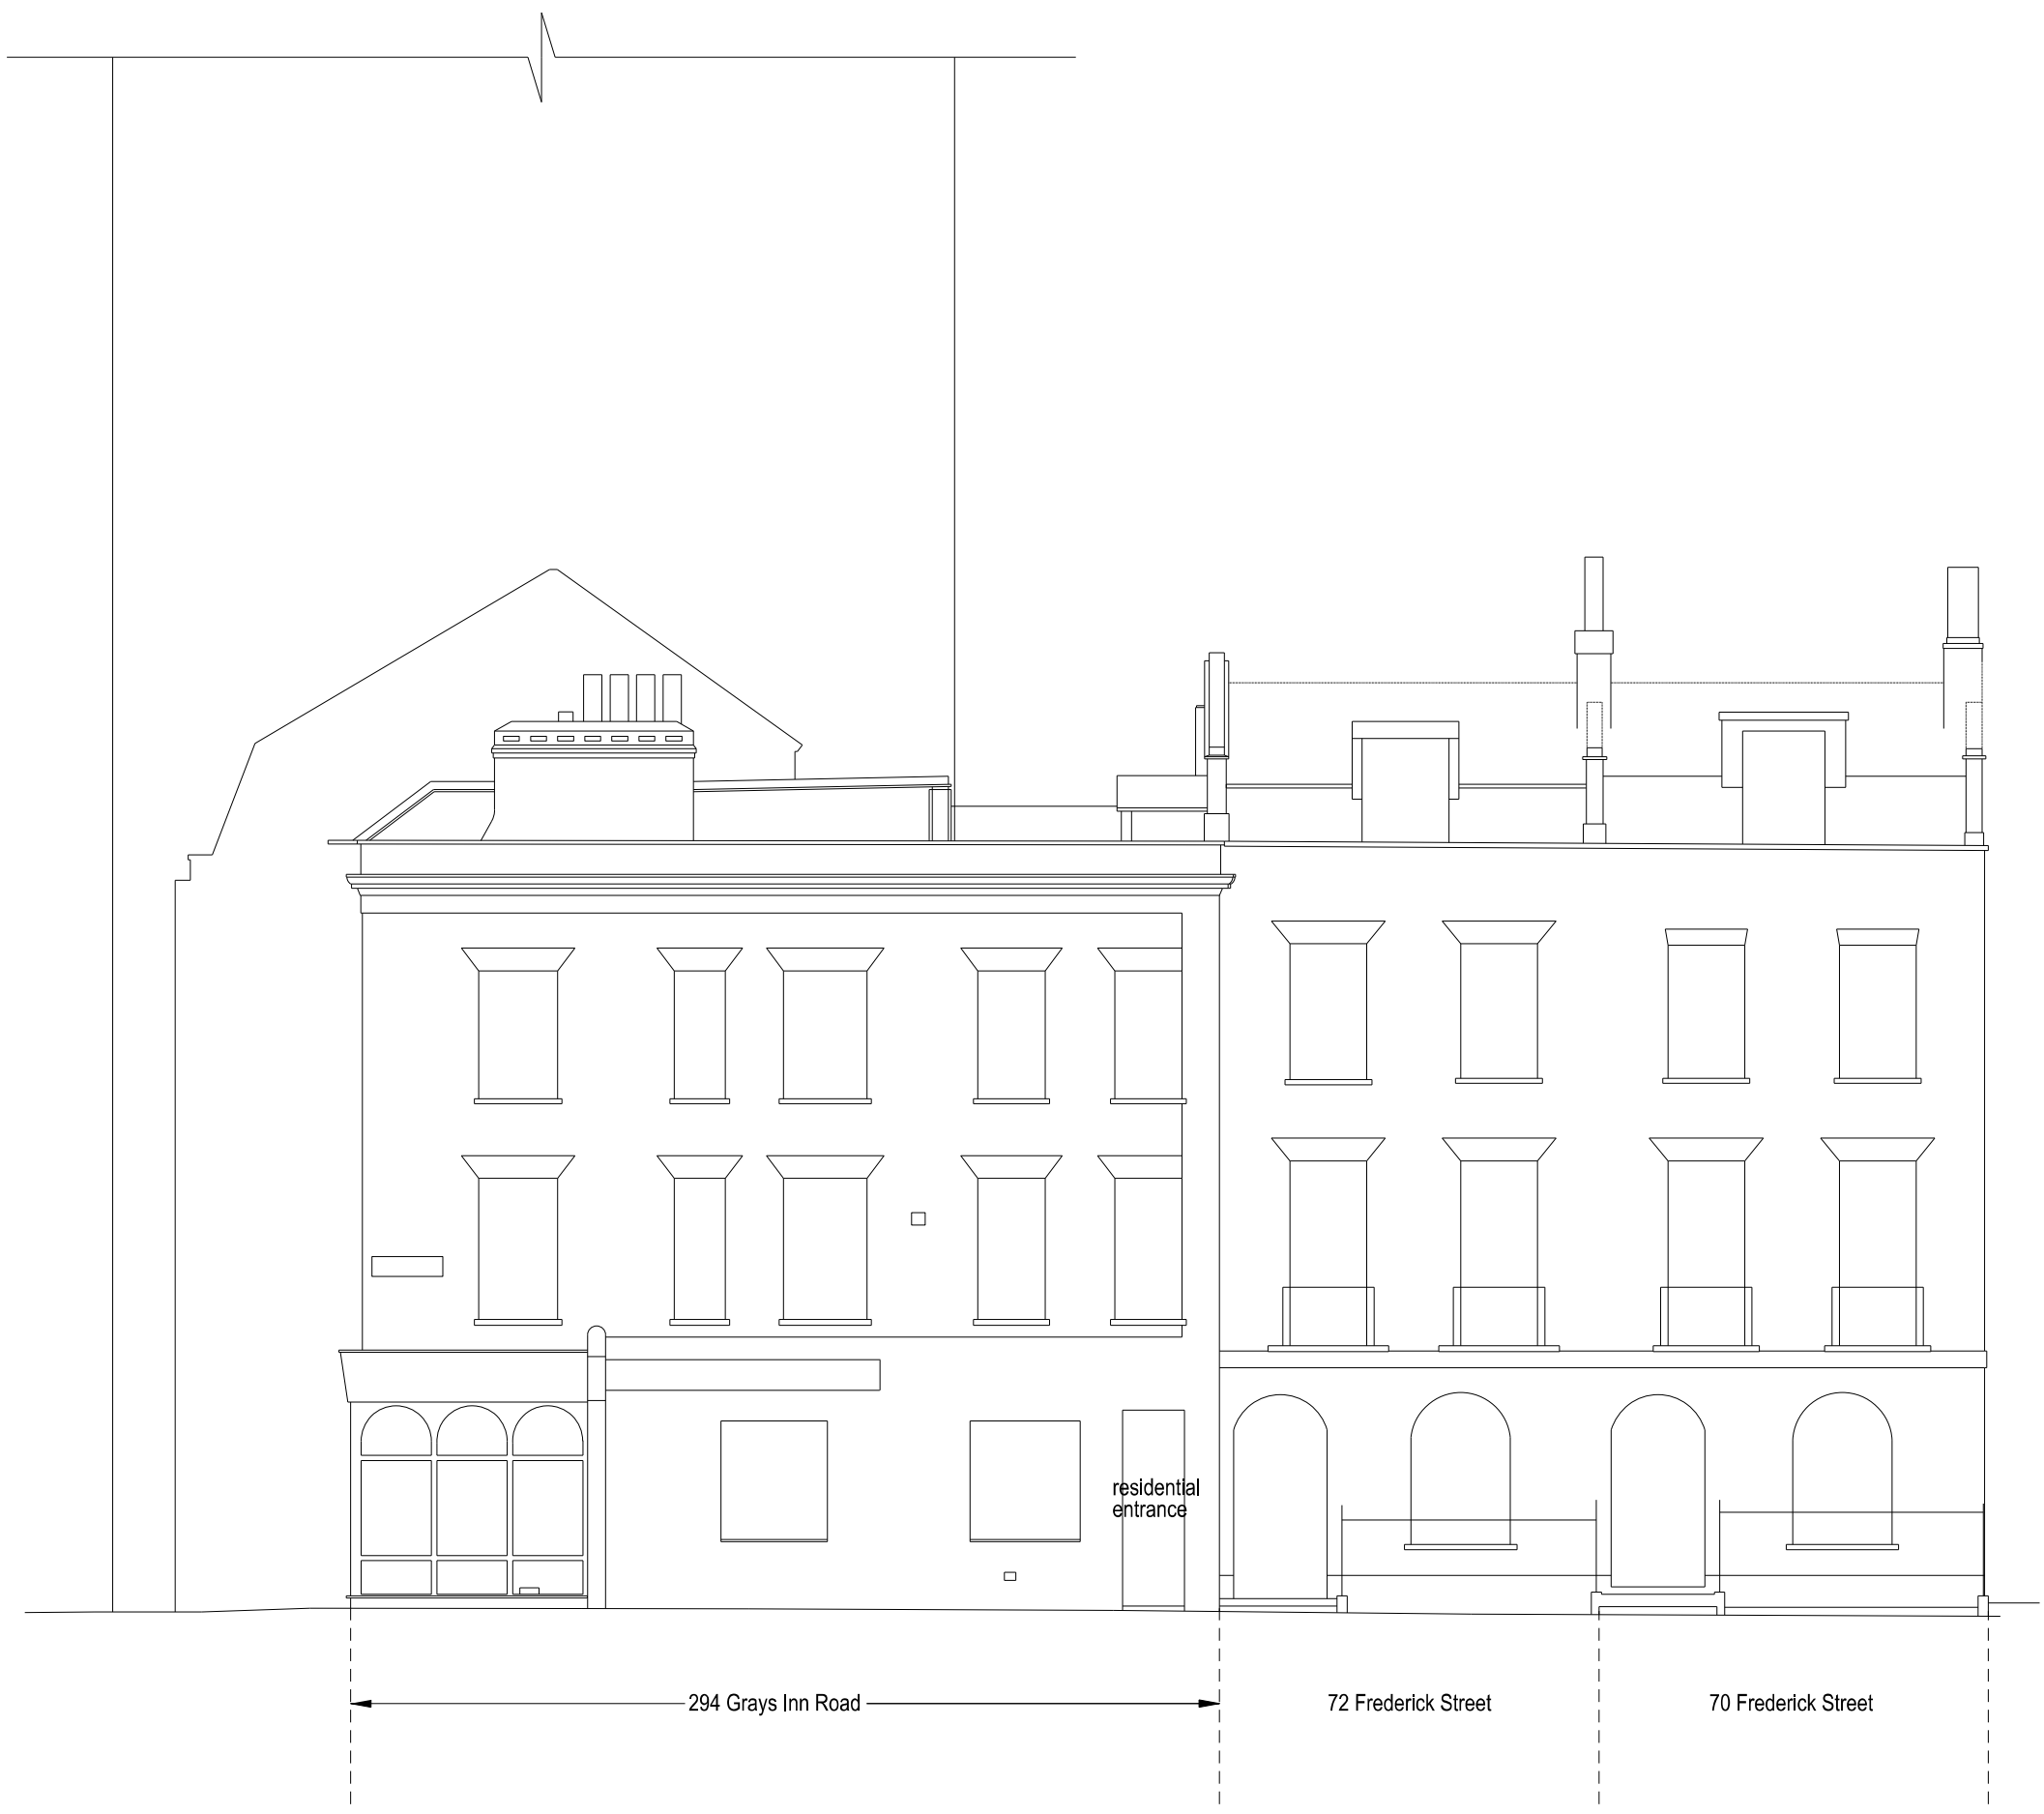 residential
entrance
294 Grays Inn Road
72 Frederick Street
70 Frederick Street